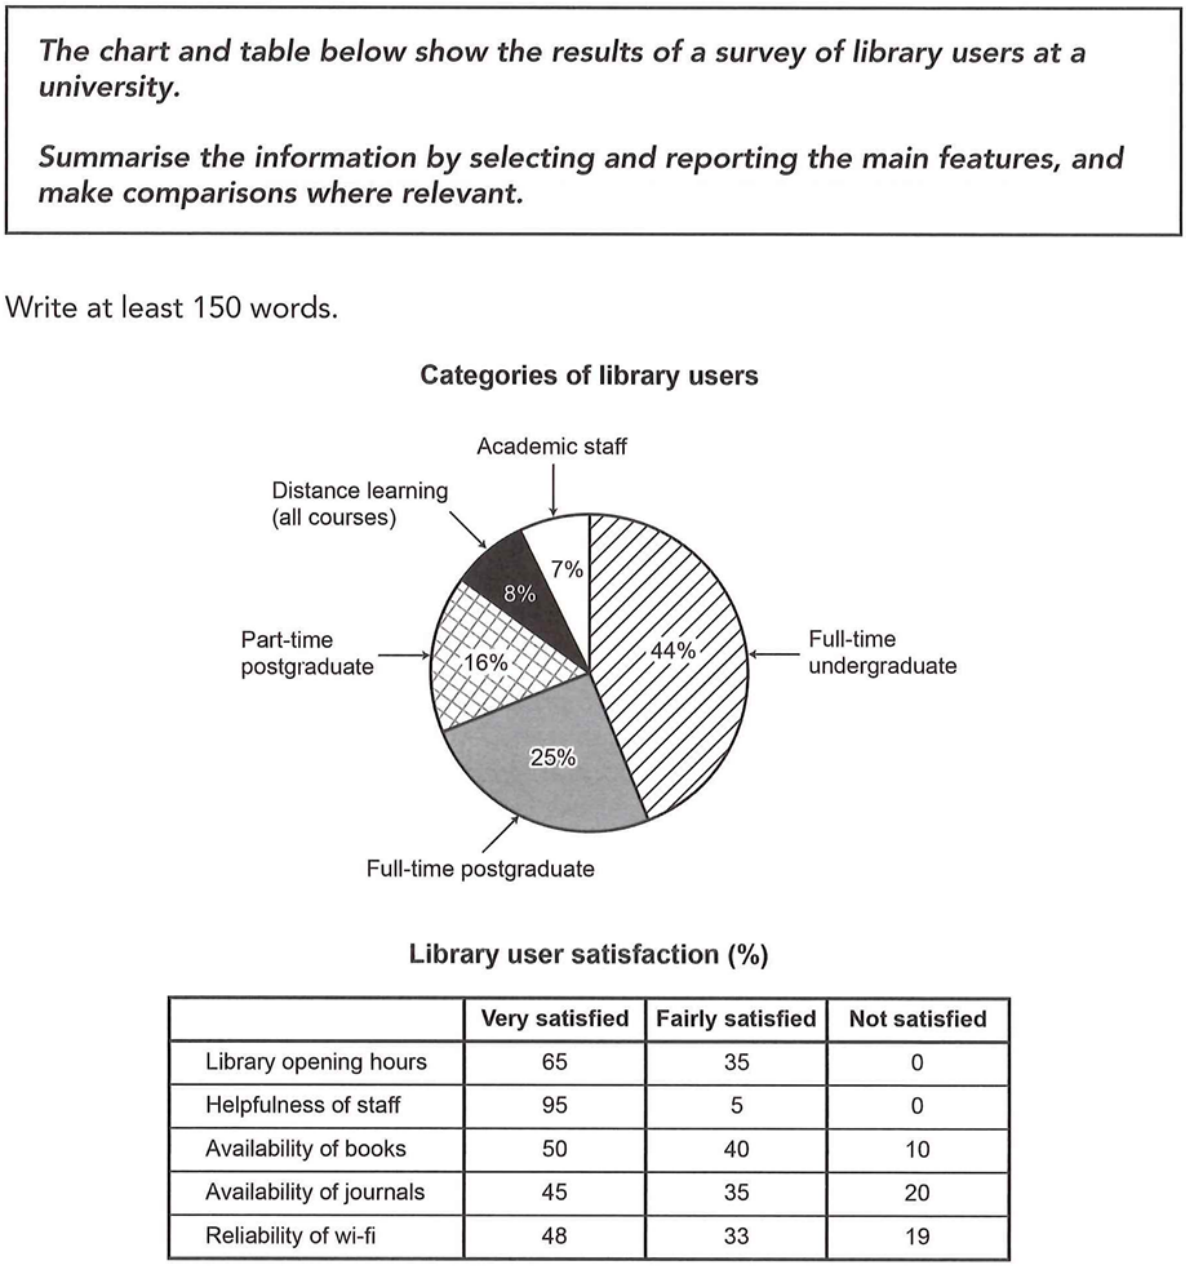 The chart and table below show the results of a survey of library users at a
university.
Summarise the information by selecting and reporting the main features, and
make comparisons where relevant.
Write at least 150 words.
Categories of library users
Academic staff
Distance learning
(all courses)
7%
8%
Part-time
postgraduate
16%
44%
Full-time
undergraduate
25%
Full-time postgraduate
Library user satisfaction (%)
Very satisfied Fairly satisfied Not satisfied
Library opening hours 65 35 0
Helpfulness of staff 95 5 0
Availability of books 50 40 10
Availability of journals 45 35 20
Reliability of wi-fi 48 33 19